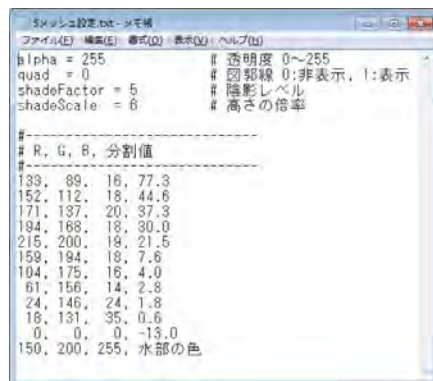 5メッシュ設定.txt - メモ帳
ファイル(F) 編集(E) 書式(O) 表示(V) ヘルプ(H)
alpha = 255 # 透明度 0～255
quad = 0 # 図郭線 0:非表示, 1:表示
shadeFactor = 5 # 陰影レベル
shadeScale = 6 # 高さの倍率
#-------------------------------
# R, G, B, 分割値
#-------------------------------
133, 89, 16, 77.3
152, 112, 18, 44.6
171, 137, 20, 37.3
194, 168, 18, 30.0
215, 200, 19, 21.5
159, 194, 18, 7.6
104, 175, 16, 4.0
61, 156, 14, 2.8
24, 146, 24, 1.8
18, 131, 35, 0.6
0, 0, 0, -13.0
150, 200, 255, 水部の色